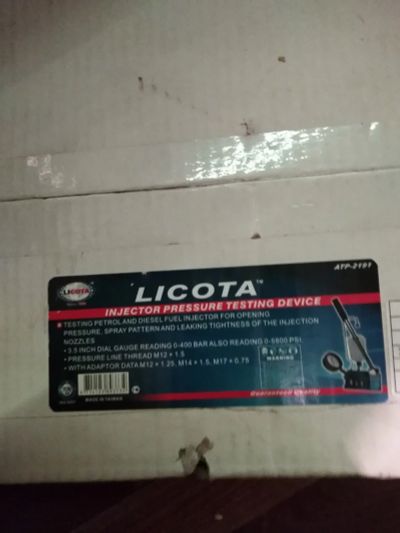 ATP-2191
LICOTA
LICOTA™
INJECTOR PRESSURE TESTING DEVICE
TESTING PETROL AND DIESEL FUEL INJECTOR FOR OPENING
PRESSURE, SPRAY PATTERN AND LEAKING TIGHTNESS OF THE INJECTION
NOZZLES
• 3.5 INCH DIAL GAUGE READING 0-400 BAR ALSO READING 0-5800 PSI.
• PRESSURE LINE THREAD M12 * 1.5
• WITH ADAPTOR DATA M12 * 1.25, M14 * 1.5, M17 * 0.75
WARNING
MADE IN TAIWAN
Guaranteed Quality